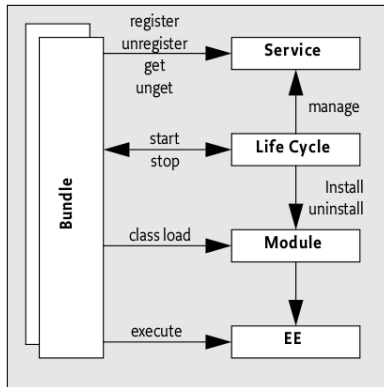 register
unregister
get
unget
Service
manage
Bundle
start
stop
Life Cycle
Install
uninstall
class load
Module
execute
EE